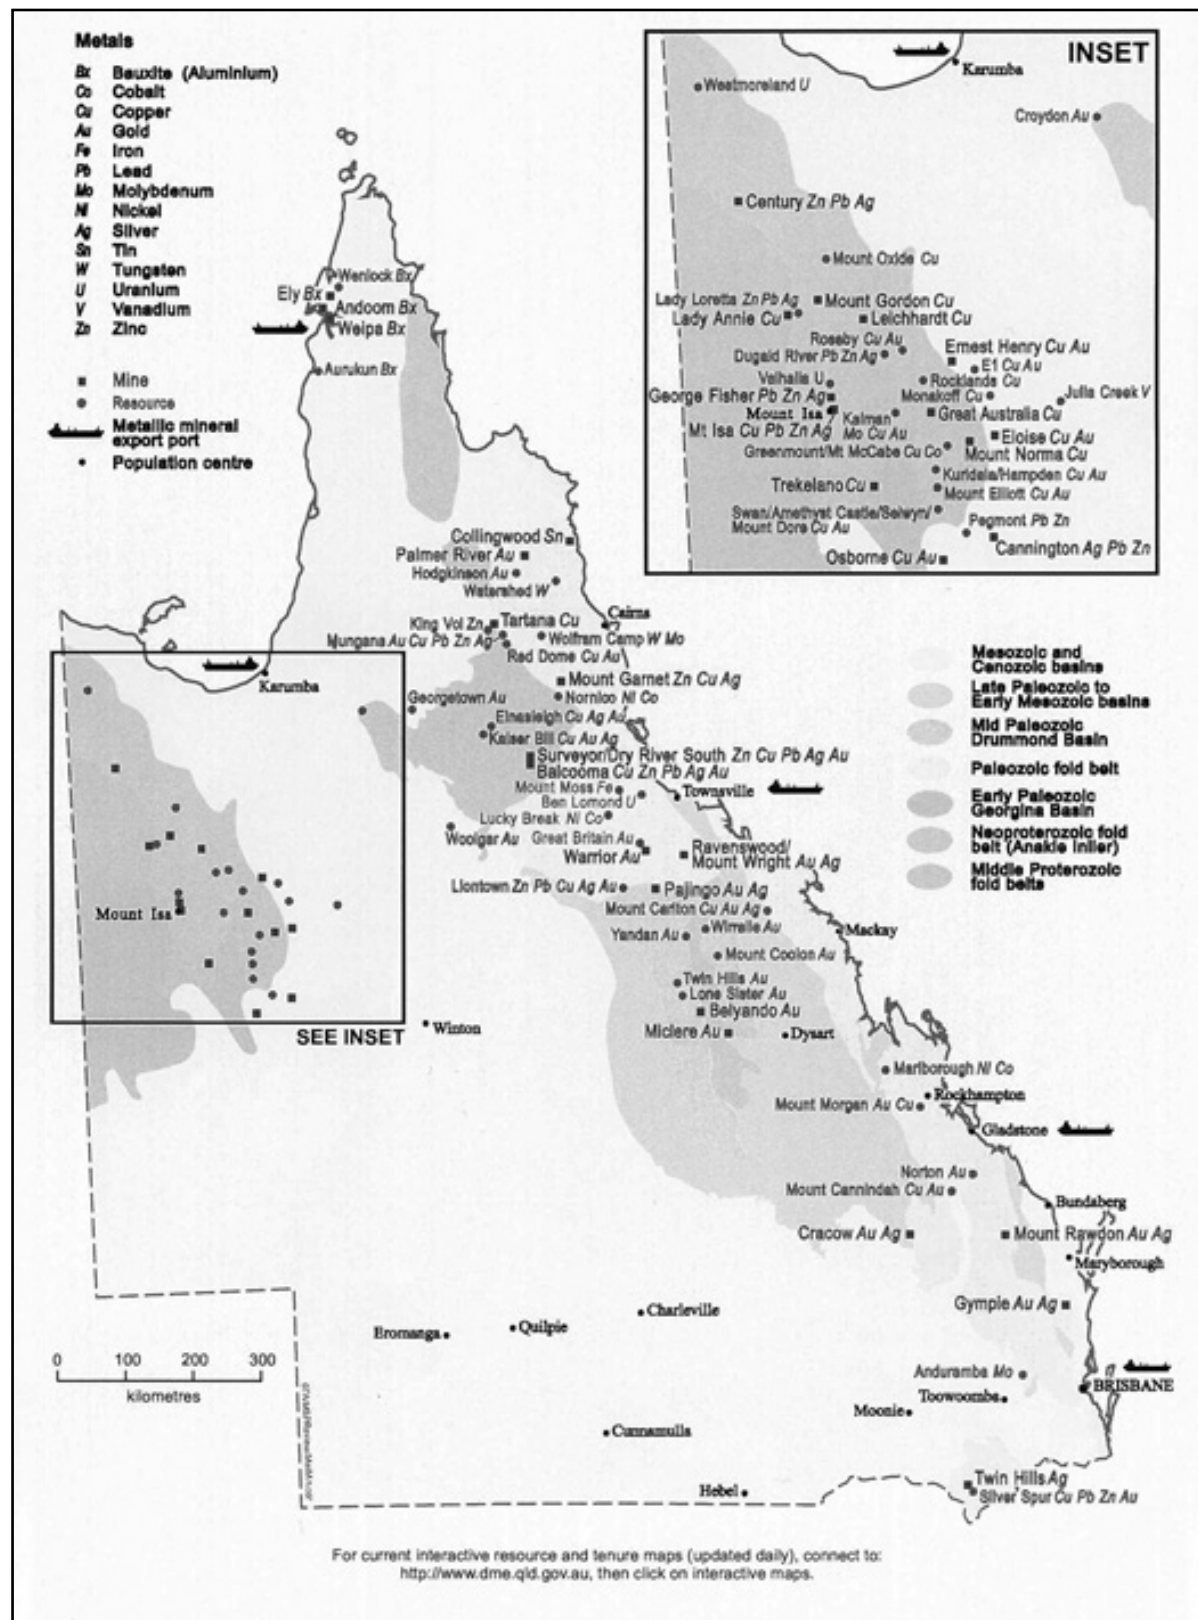 Metals
Bx Bauxite (Aluminium)
Co Cobalt
Cu Copper
Au Gold
Fe Iron
Pb Lead
Mo Molybdenum
Ni Nickel
Ag Silver
Sn Tin
W Tungsten
U Uranium
V Vanadium
Zn Zinc
Mine
Resource
Metallic mineral
export port
Population centre
INSET
Karumba
Westmoreland U
Croydon Au
Century Zn Pb Ag
Mount Oxide Cu
Lady Loretta Zn Pb Ag
Mount Gordon Cu
Lady Annie Cu
Leichhardt Cu
Roseby Cu Au
Ernest Henry Cu Au
Dugald River Pb Zn Ag
E1 Cu Au
Valhalla U
Rocklands Cu
Julia Creek V
George Fisher Pb Zn Ag
Monakoff Cu
Mount Isa
Kalman
Mo Cu Au
Great Australia Cu
Mt Isa Cu Pb Zn Ag
Eloise Cu Au
Greenmount/Mt McCabe Cu Co
Mount Norma Cu
Kuridala/Hampden Cu Au
Trekelano Cu
Mount Elliott Cu Au
Swan/Amethyst Castle/Selwyn/
Mount Dore Cu Au
Pegmont Pb Zn
Cannington Ag Pb Zn
Osborne Cu Au
Wenlock Bx
Ely Bx
Andoom Bx
Weipa Bx
Aurukun Bx
Collingwood Sn
Palmer River Au
Hodgkinson Au
Watershed W
Cairns
King Vol Zn
Tartana Cu
Mungana Au Cu Pb Zn Ag
Wolfram Camp W Mo
Red Dome Cu Au
Karumba
Mount Garnet Zn Cu Ag
Georgetown Au
Nornico Ni Co
Einasleigh Cu Ag Au
Kaiser Bill Cu Au Ag
Surveyor/Dry River South Zn Cu Pb Ag Au
Balcooma Cu Zn Pb Ag Au
Mount Moss Fe
Ben Lomond U
Townsville
Lucky Break Ni Co
Woolgar Au
Great Britain Au
Warrior Au
Ravenswood/
Mount Wright Au Ag
Liontown Zn Pb Cu Ag Au
Pajingo Au Ag
Mount Carlton Cu Au Ag
Mount Isa
Yandan Au
Wirralie Au
Mackay
Mount Coolon Au
Twin Hills Au
Lone Sister Au
Belyando Au
Miclere Au
Dysart
Winton
SEE INSET
Marlborough Ni Co
Rockhampton
Mount Morgan Au Cu
Gladstone
Norton Au
Mount Cannindah Cu Au
Bundaberg
Cracow Au Ag
Mount Rawdon Au Ag
Maryborough
Gympie Au Ag
Charleville
Quilpie
Eromanga
Anduramba Mo
BRISBANE
Toowoomba
Moonie
Cunnamulla
Hebel
Twin Hills Ag
Silver Spur Cu Pb Zn Au
Mesozoic and
Cenozoic basins
Late Paleozoic to
Early Mesozoic basins
Mid Paleozoic
Drummond Basin
Paleozoic fold belt
Early Paleozoic
Georgina Basin
Neoproterozoic fold
belt (Anakie Inlier)
Middle Proterozoic
fold belts
0 100 200 300
kilometres
For current interactive resource and tenure maps (updated daily), connect to:
http://www.dme.qld.gov.au, then click on interactive maps.